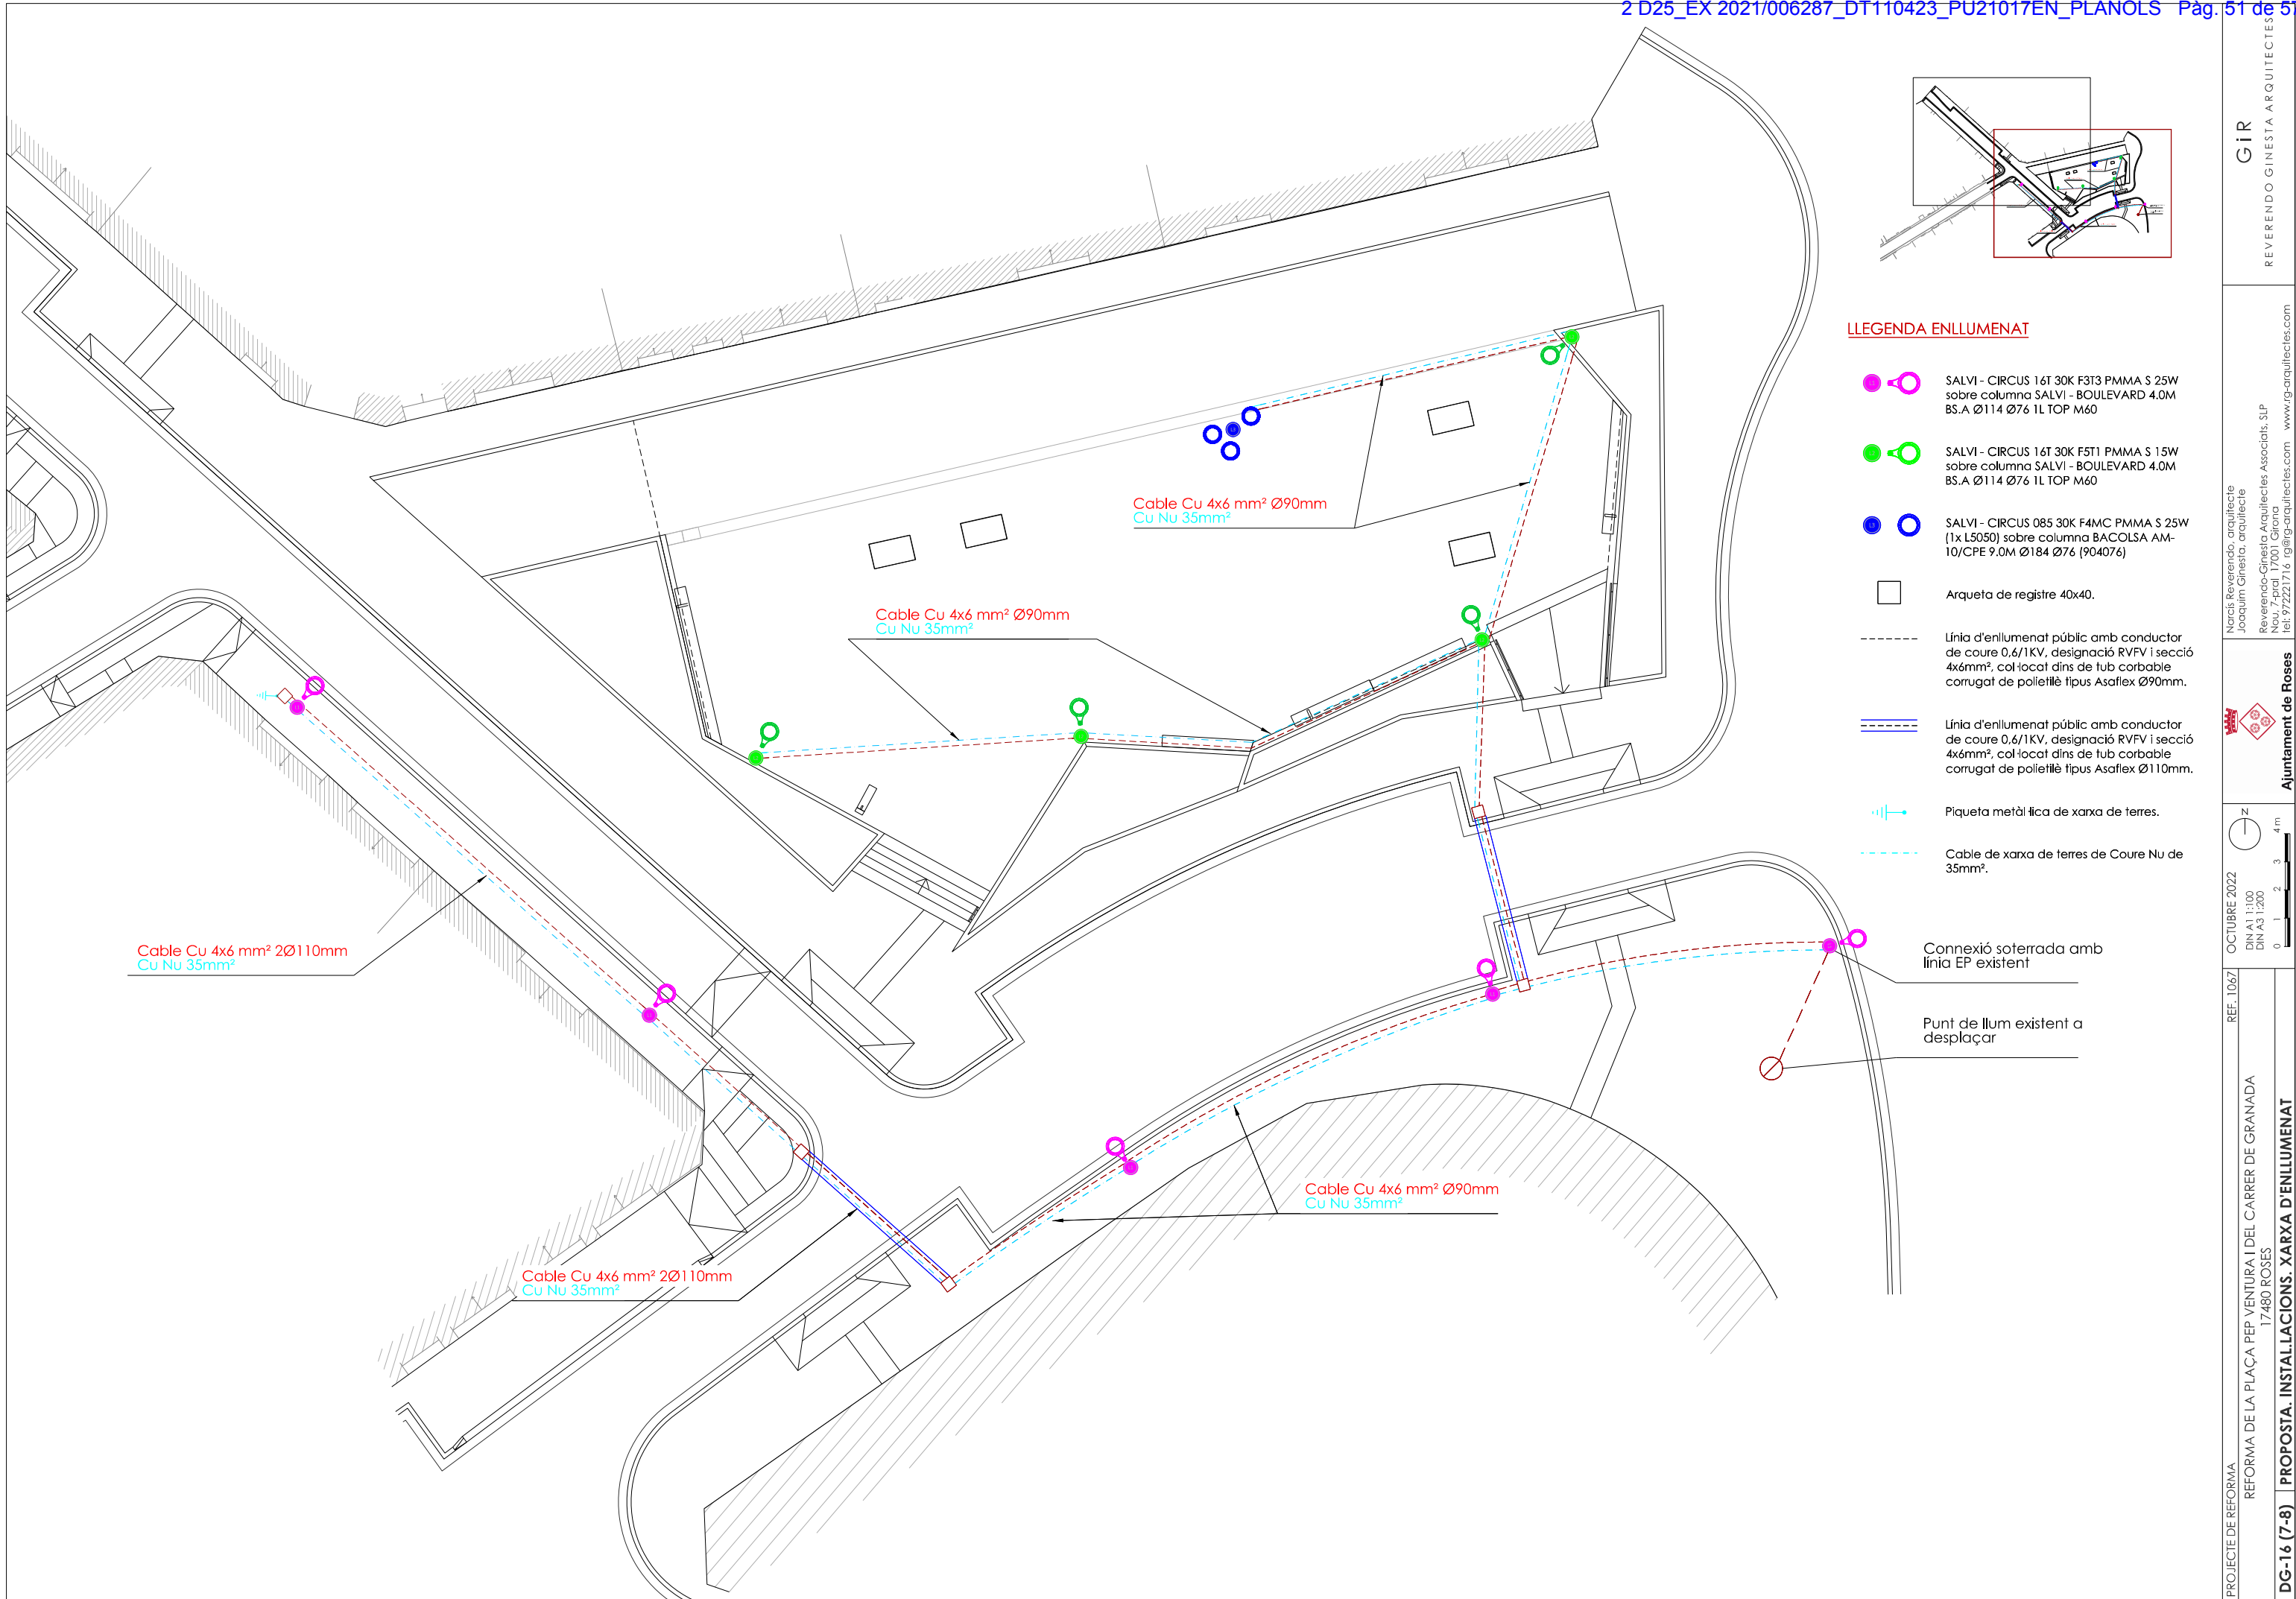 2 D25_EX 2021/006287_DT110423_PU21017EN_PLANOLS Pàg. 51 de 57
LLEGENDA ENLLUMENAT
SALVI - CIRCUS 16T 30K F3T3 PMMA S 25W
sobre columna SALVI - BOULEVARD 4.0M
BS.A Ø114 Ø76 1L TOP M60
SALVI - CIRCUS 16T 30K F5T1 PMMA S 15W
sobre columna SALVI - BOULEVARD 4.0M
BS.A Ø114 Ø76 1L TOP M60
SALVI - CIRCUS 085 30K F4MC PMMA S 25W
(1x L5050) sobre columna BACOLSA AM-
10/CPE 9.0M Ø184 Ø76 (904076)
Arqueta de registre 40x40.
Línia d'enllumenat públic amb conductor
de coure 0,6/1KV, designació RVFV i secció
4x6mm², col·locat dins de tub corbable
corrugat de polietilè tipus Asaflex Ø90mm.
Línia d'enllumenat públic amb conductor
de coure 0,6/1KV, designació RVFV i secció
4x6mm², col·locat dins de tub corbable
corrugat de polietilè tipus Asaflex Ø110mm.
Piqueta metàl·lica de xarxa de terres.
Cable de xarxa de terres de Coure Nu de
35mm².
Connexió soterrada amb
línia EP existent
Punt de llum existent a
desplaçar
Cable Cu 4x6 mm² Ø90mm
Cu Nu 35mm²
Cable Cu 4x6 mm² Ø90mm
Cu Nu 35mm²
Cable Cu 4x6 mm² 2Ø110mm
Cu Nu 35mm²
Cable Cu 4x6 mm² Ø90mm
Cu Nu 35mm²
Cable Cu 4x6 mm² 2Ø110mm
Cu Nu 35mm²
GiR
REVERENDO GINESTA ARQUITECTES
Narcís Reverendo, arquitecte
Joaquim Ginesta, arquitecte
Reverendo-Ginesta Arquitectes Associats, SLP
Nou, 7-pral 17001 Girona
tel: 972221716 rg@rg-arquitectes.com www.rg-arquitectes.com
Ajuntament de Roses
N
OCTUBRE 2022
DIN A1 1:100
DIN A3 1:200
0 1 2 3 4 m
REF. 1067
PROJECTE DE REFORMA
REFORMA DE LA PLAÇA PEP VENTURA I DEL CARRER DE GRANADA
17480 ROSES
DG-16 (7-8) PROPOSTA. INSTAL.LACIONS. XARXA D'ENLLUMENAT